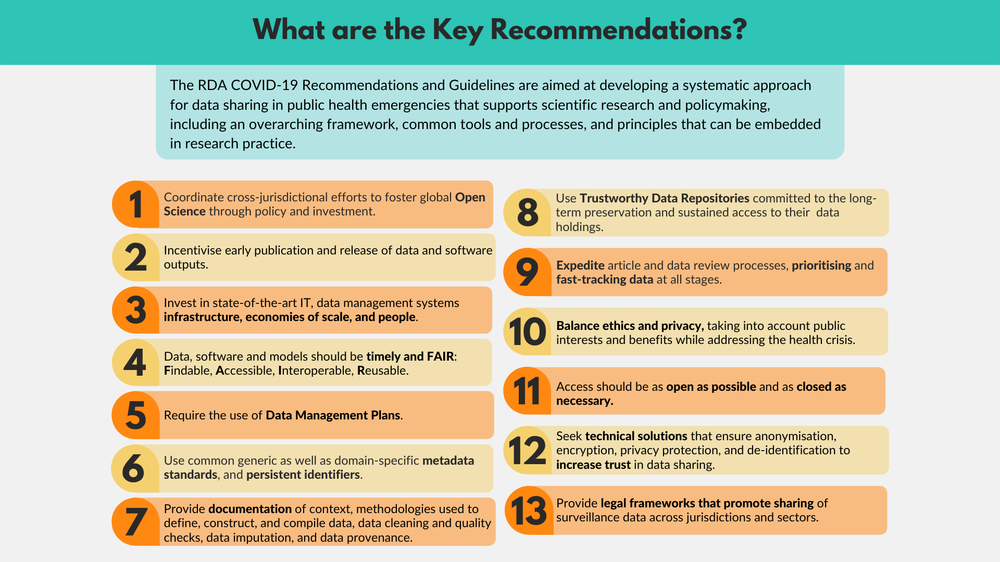 What are the Key Recommendations?
The RDA COVID-19 Recommendations and Guidelines are aimed at developing a systematic approach
for data sharing in public health emergencies that supports scientific research and policymaking,
including an overarching framework, common tools and processes, and principles that can be embedded
in research practice.
1
Coordinate cross-jurisdictional efforts to foster global Open
Science through policy and investment.
2
Incentivise early publication and release of data and software
outputs.
3
Invest in state-of-the-art IT, data management systems
infrastructure, economies of scale, and people.
4
Data, software and models should be timely and FAIR:
Findable, Accessible, Interoperable, Reusable.
5
Require the use of Data Management Plans.
6
Use common generic as well as domain-specific metadata
standards, and persistent identifiers.
7
Provide documentation of context, methodologies used to
define, construct, and compile data, data cleaning and quality
checks, data imputation, and data provenance.
8
Use Trustworthy Data Repositories committed to the long-
term preservation and sustained access to their  data
holdings.
9
Expedite article and data review processes, prioritising and
fast-tracking data at all stages.
10
Balance ethics and privacy, taking into account public
interests and benefits while addressing the health crisis.
11
Access should be as open as possible and as closed as
necessary.
12
Seek technical solutions that ensure anonymisation,
encryption, privacy protection, and de-identification to
increase trust in data sharing.
13
Provide legal frameworks that promote sharing of
surveillance data across jurisdictions and sectors.